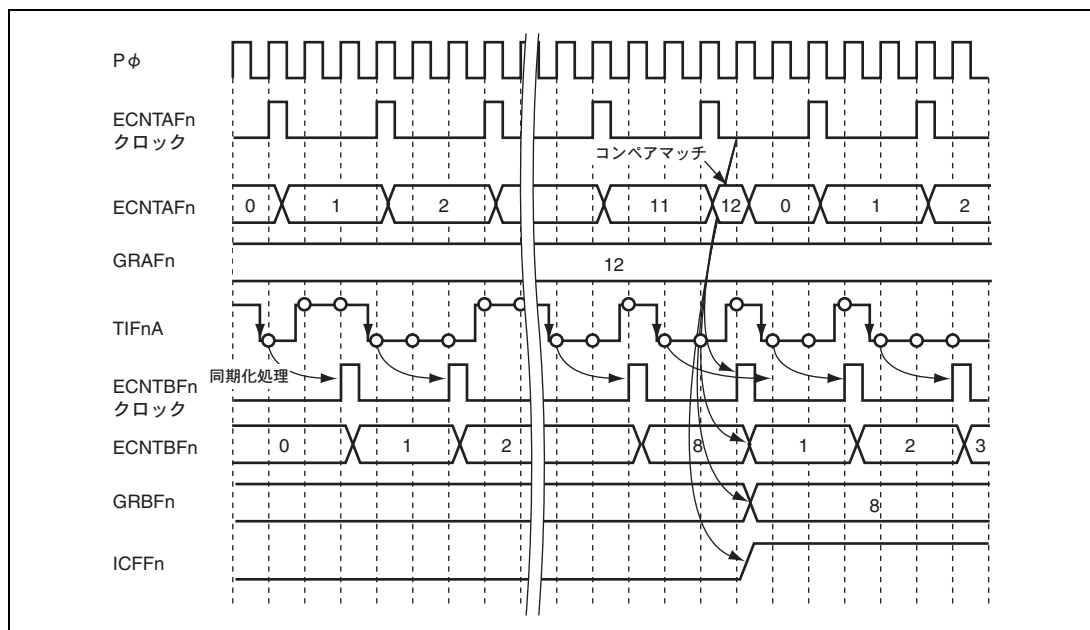 Pφ
ECNTAFn
クロック
コンペアマッチ
ECNTAFn 0 1 2 11 12 0 1 2
GRAFn 12
TIFnA
ECNTBFn
クロック
同期化処理
ECNTBFn 0 1 2 8 1 2 3
GRBFn 8
ICFFn